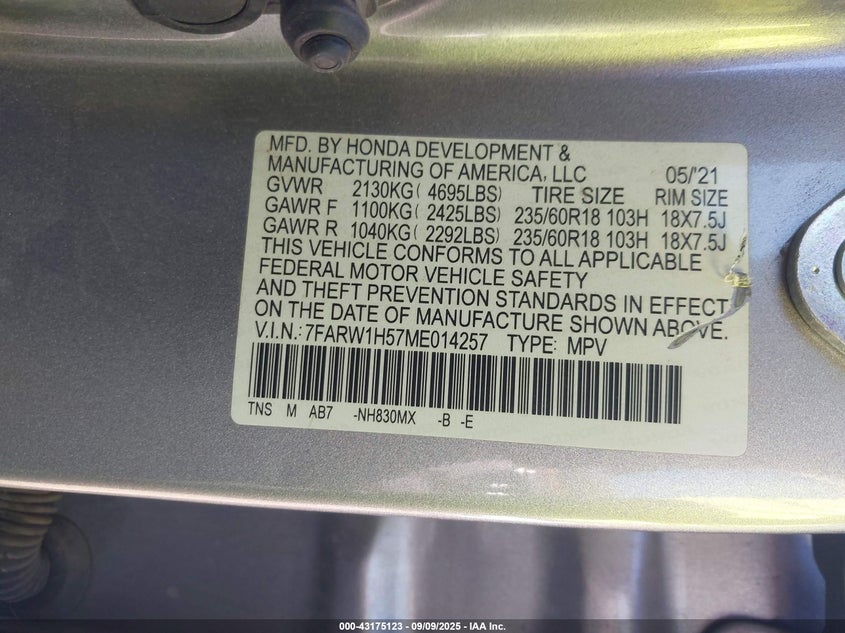 MFD. BY HONDA DEVELOPMENT &
MANUFACTURING OF AMERICA, LLC 05/'21
GVWR 2130KG( 4695LBS) TIRE SIZE RIM SIZE
GAWR F 1100KG( 2425LBS) 235/60R18 103H 18X7.5J
GAWR R 1040KG( 2292LBS) 235/60R18 103H 18X7.5J
THIS VEHICLE CONFORMS TO ALL APPLICABLE
FEDERAL MOTOR VEHICLE SAFETY
AND THEFT PREVENTION STANDARDS IN EFFECT
ON THE DATE OF MANUFACTURE SHOWN ABOVE.
V.I.N.:7FARW1H57ME014257 TYPE: MPV
TNS M AB7 -NH830MX -B -E
000-43175123 - 09/09/2025 - IAA Inc.